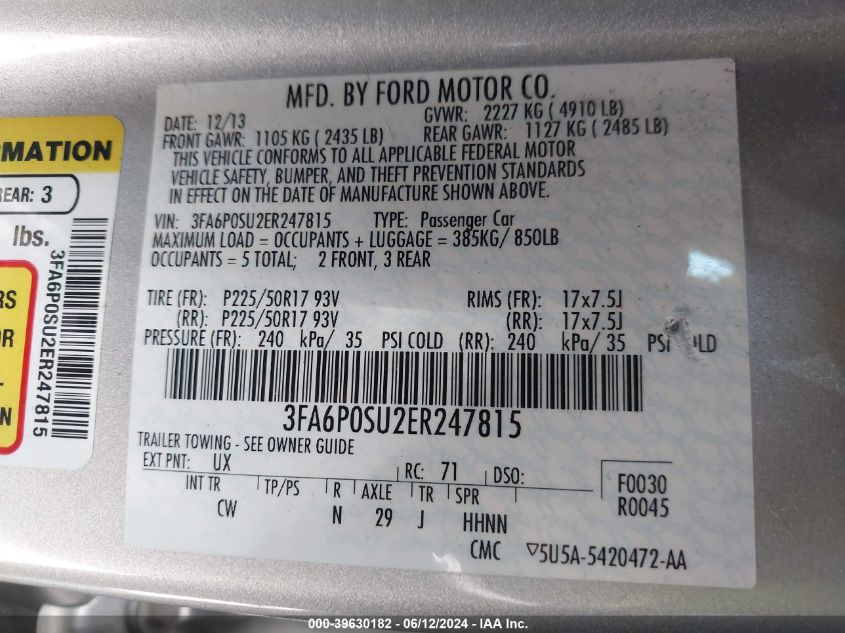 MFD. BY FORD MOTOR CO.
DATE: 12/13 GVWR: 2227 KG ( 4910 LB)
FRONT GAWR: 1105 KG ( 2435 LB) REAR GAWR: 1127 KG ( 2485 LB)
THIS VEHICLE CONFORMS TO ALL APPLICABLE FEDERAL MOTOR
VEHICLE SAFETY, BUMPER, AND THEFT PREVENTION STANDARDS
IN EFFECT ON THE DATE OF MANUFACTURE SHOWN ABOVE.
VIN: 3FA6P0SU2ER247815 TYPE: Passenger Car
MAXIMUM LOAD = OCCUPANTS + LUGGAGE = 385KG/ 850LB
OCCUPANTS = 5 TOTAL; 2 FRONT, 3 REAR
TIRE (FR): P225/50R17 93V RIMS (FR): 17x7.5J
(RR): P225/50R17 93V (RR): 17x7.5J
PRESSURE (FR): 240 kPa/ 35 PSI COLD (RR): 240 kPa/ 35 PSI LD
3FA6P0SU2ER247815
TRAILER TOWING - SEE OWNER GUIDE
EXT PNT: UX RC: 71 DSO: F0030
INT TR TP/PS R AXLE TR SPR R0045
CW N 29 J HHNN
CMC 5U5A-5420472-AA
RMATION
REAR: 3
lbs.
3FA6P0SU2ER247815
RS
OR
L
N
000-39630182 - 06/12/2024 - IAA Inc.